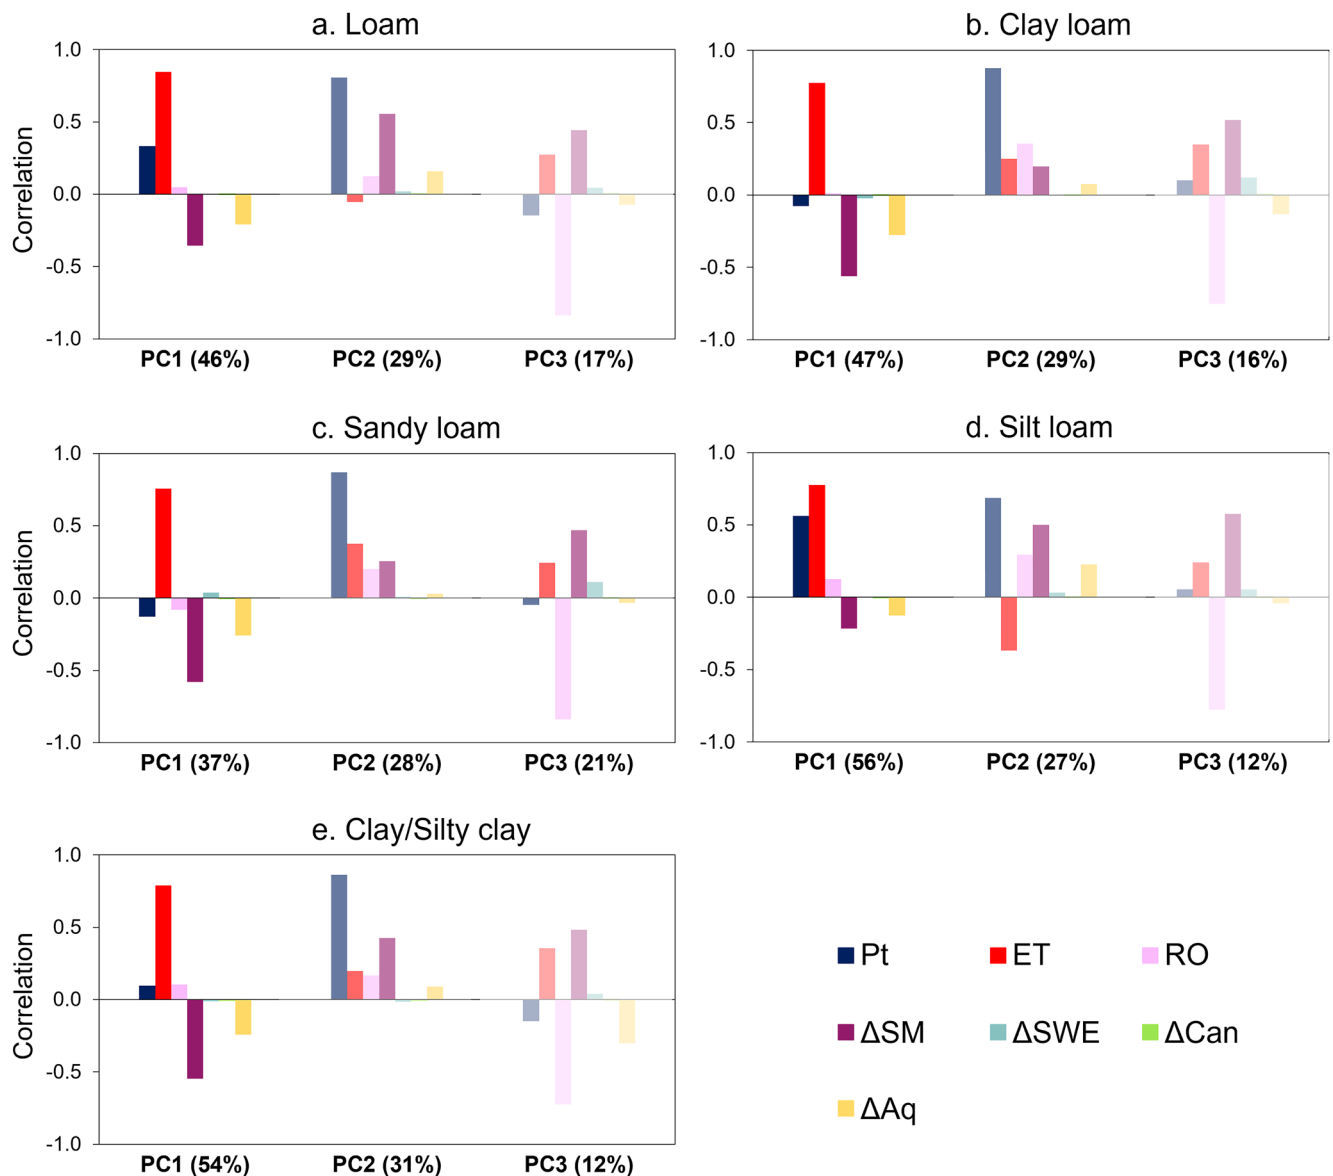 a. Loam
1.0
0.5
0.0
-0.5
-1.0
Correlation
PC1 (46%) PC2 (29%) PC3 (17%)
b. Clay loam
1.0
0.5
0.0
-0.5
-1.0
PC1 (47%) PC2 (29%) PC3 (16%)
c. Sandy loam
1.0
0.5
0.0
-0.5
-1.0
Correlation
PC1 (37%) PC2 (28%) PC3 (21%)
d. Silt loam
1.0
0.5
0.0
-0.5
-1.0
PC1 (56%) PC2 (27%) PC3 (12%)
e. Clay/Silty clay
1.0
0.5
0.0
-0.5
-1.0
Correlation
PC1 (54%) PC2 (31%) PC3 (12%)
Pt ET RO
ΔSM ΔSWE ΔCan
ΔAq